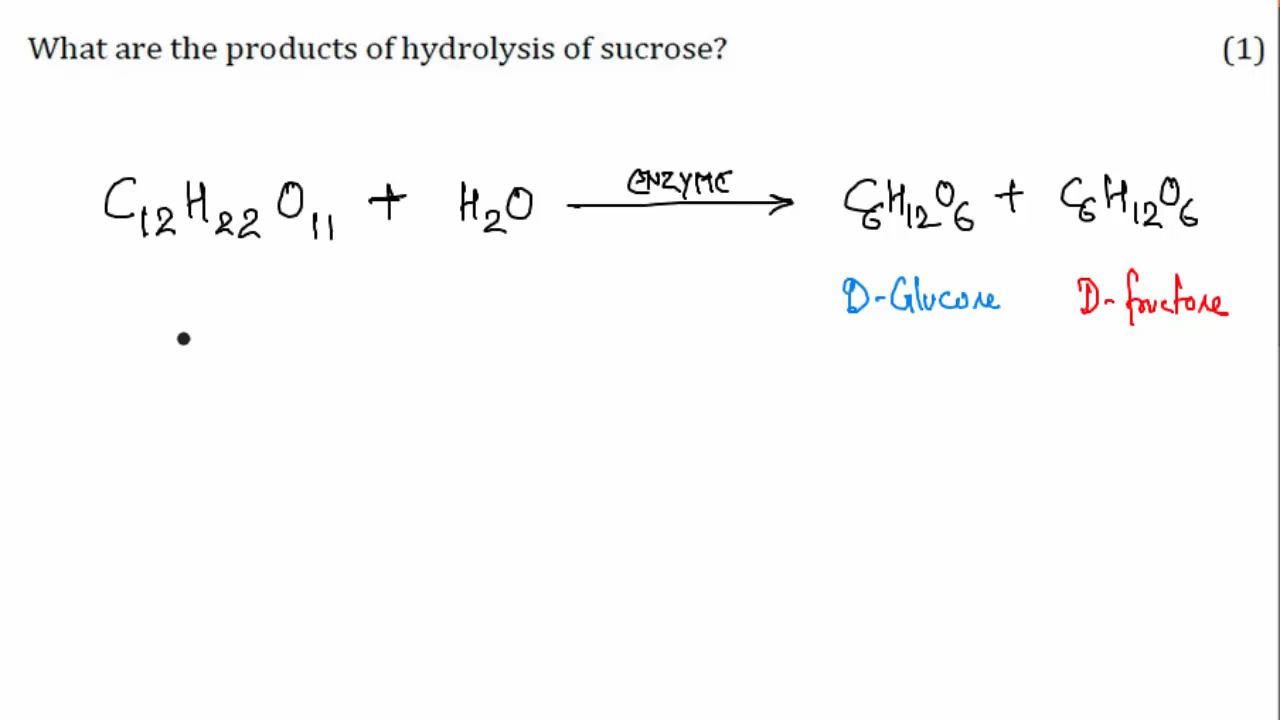 What are the products of hydrolysis of sucrose? (1)
ENZYME
C₁₂H₂₂O₁₁ + H₂O → C₆H₁₂O₆ + C₆H₁₂O₆
D-Glucose D-fructose